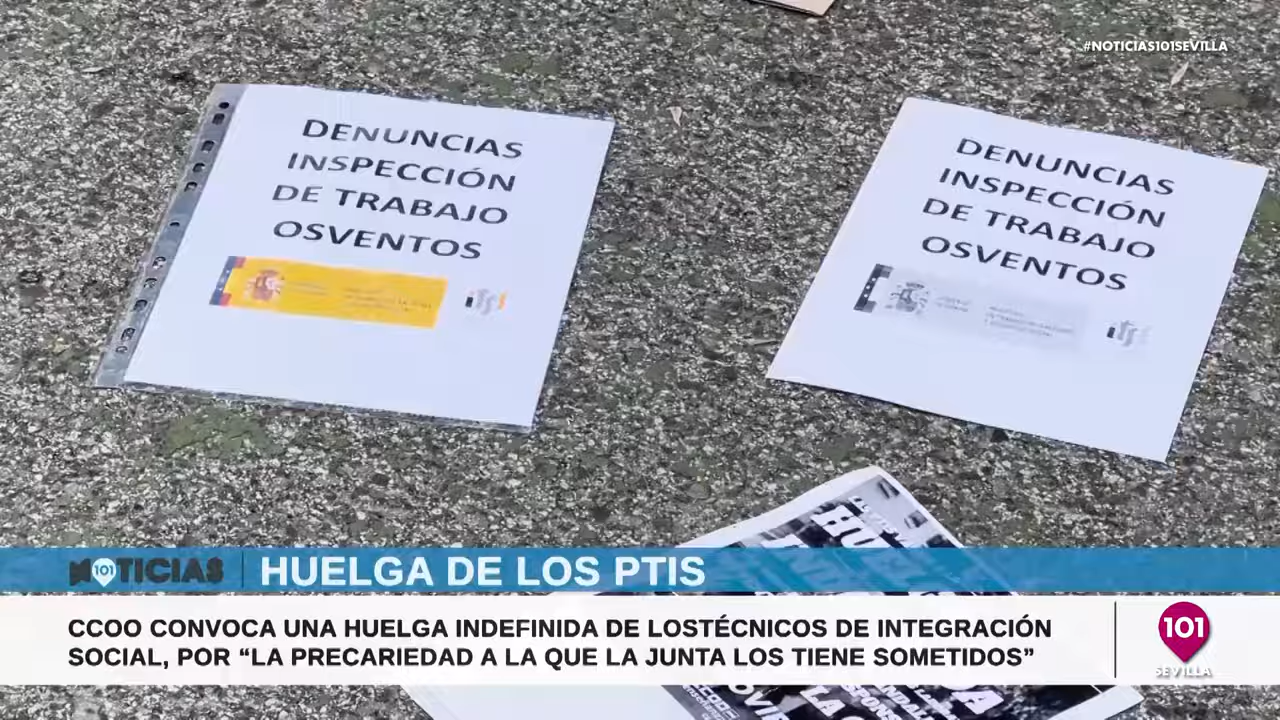 #NOTICIAS101SEVILLA
DENUNCIAS
INSPECCIÓN
DE TRABAJO
OSVENTOS
DENUNCIAS
INSPECCIÓN
DE TRABAJO
OSVENTOS
NOTICIAS
101
HUELGA DE LOS PTIS
CCOO CONVOCA UNA HUELGA INDEFINIDA DE LOSTÉCNICOS DE INTEGRACIÓN
SOCIAL, POR “LA PRECARIEDAD A LA QUE LA JUNTA LOS TIENE SOMETIDOS”
101
SEVILLA